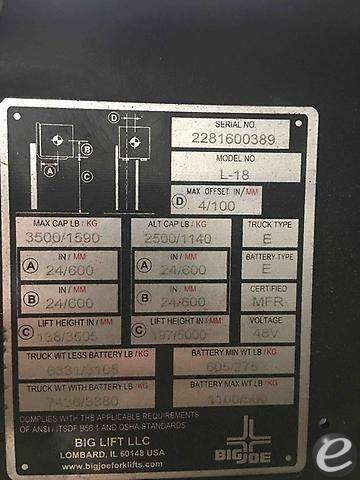 D
A
B
C
SERIAL NO.
2281600389
MODEL NO
L-18
MAX OFFSET IN/MM
D 4/100
MAX CAP LB / KG
3500/1590
ALT CAP LB / KG
2500/1140
TRUCK TYPE
E
A IN / MM
24/600
A IN / MM
24/600
BATTERY TYPE
E
B IN / MM
24/600
B IN / MM
24/600
CERTIFIED
MFR
C LIFT HEIGHT IN / MM
138/3505
C LIFT HEIGHT IN / MM
197/5000
VOLTAGE
48V
TRUCK WT LESS BATTERY LB / KG
BATTERY MIN WT LB / KG
605/275
TRUCK WT WITH BATTERY LB / KG
BATTERY MAX WT LB / KG
COMPLIES WITH THE APPLICABLE REQUIREMENTS
OF ANSI / ITSDF B56.1 AND OSHA STANDARDS
BIG LIFT LLC
LOMBARD, IL 60148 USA
www.bigjoeforklifts.com
BIG JOE
e